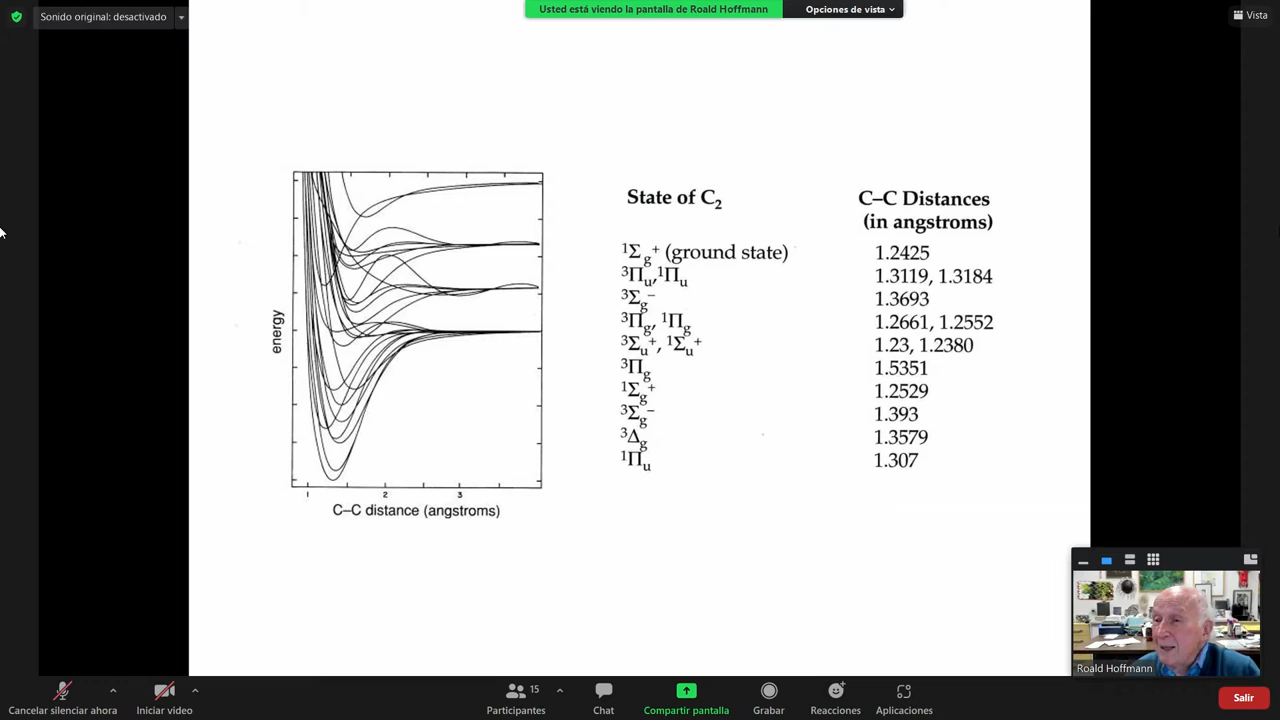 Sonido original: desactivado
Usted está viendo la pantalla de Roald Hoffmann
Opciones de vista
Vista
State of C₂
C–C Distances
(in angstroms)
¹Σg⁺ (ground state) 1.2425
³Πu,¹Πu 1.3119, 1.3184
³Σg⁻ 1.3693
³Πg, ¹Πg 1.2661, 1.2552
³Σu⁺, ¹Σu⁺ 1.23, 1.2380
³Πg 1.5351
¹Σg⁺ 1.2529
³Σg⁻ 1.393
³Δg 1.3579
¹Πu 1.307
energy
1 2 3
C–C distance (angstroms)
Roald Hoffmann
Cancelar silenciar ahora
Iniciar video
15
Participantes
Chat
Compartir pantalla
Grabar
Reacciones
Aplicaciones
Salir